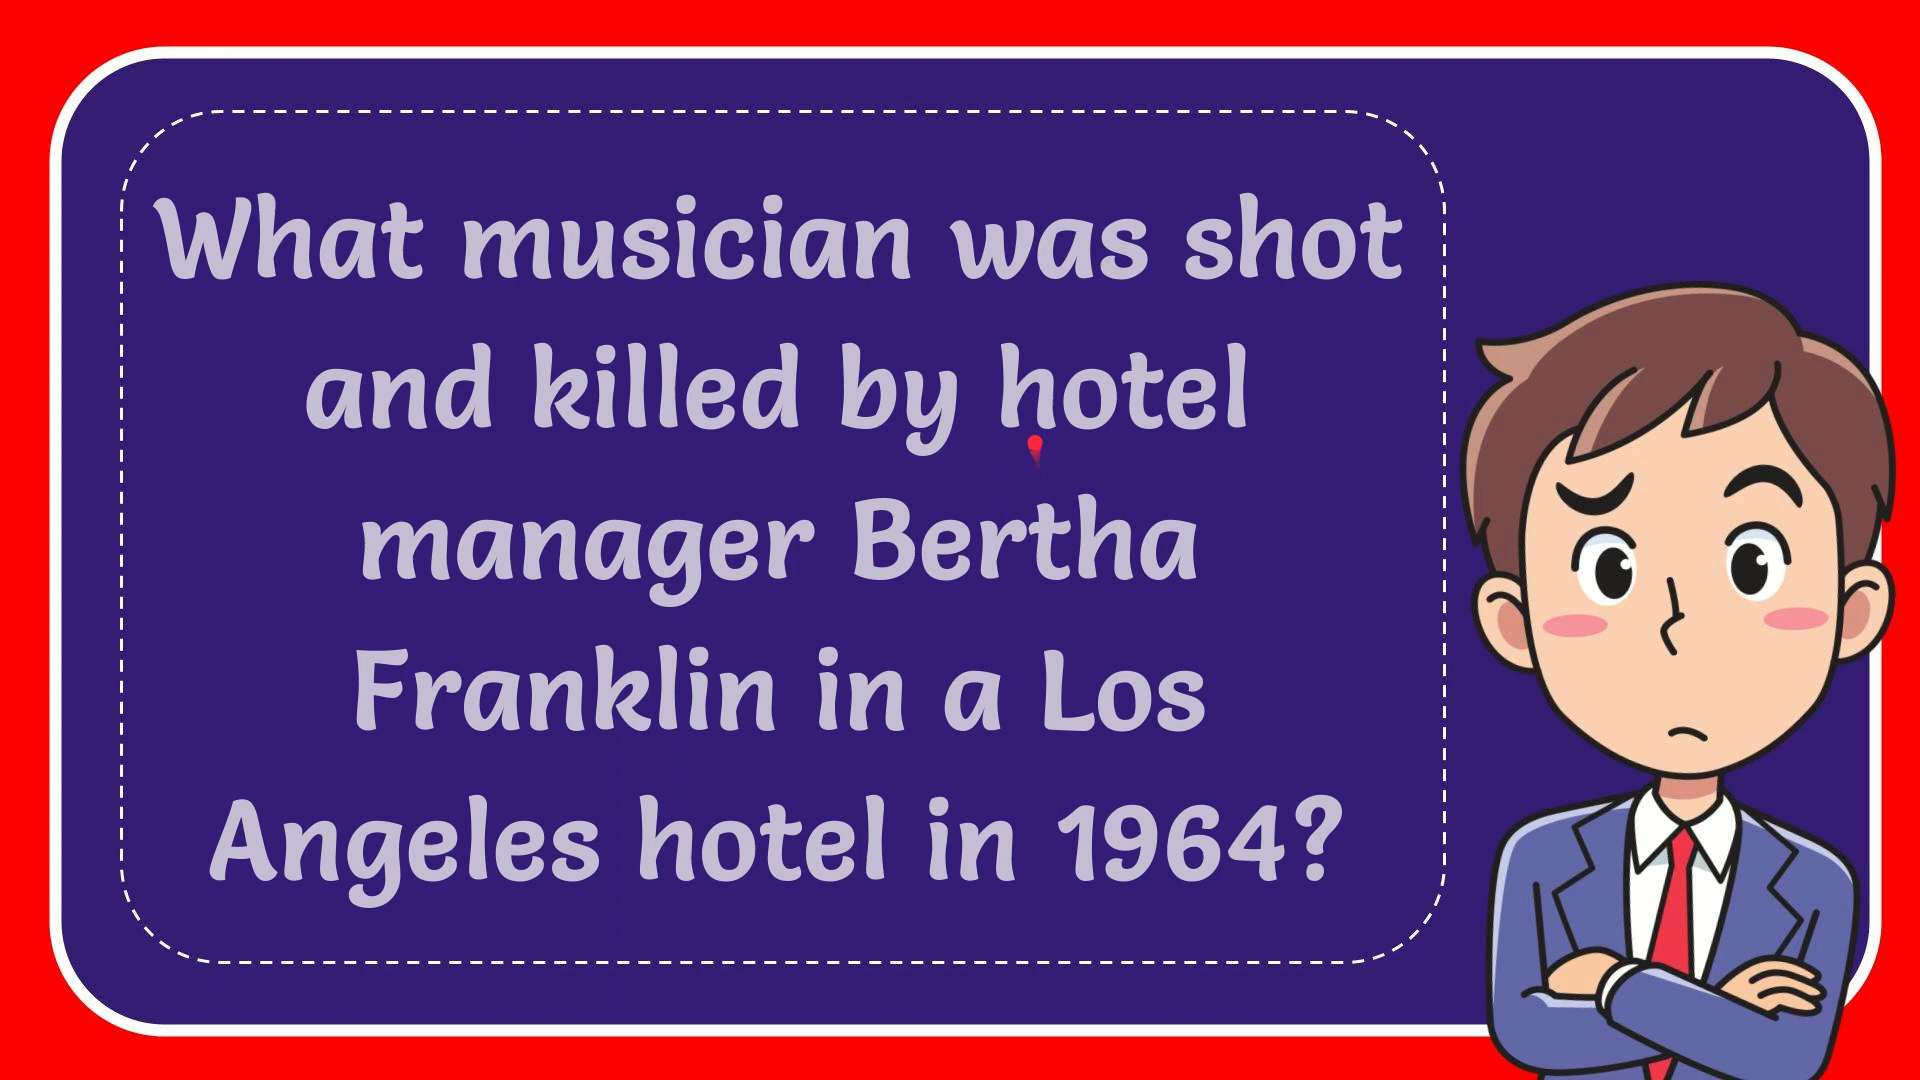 What musician was shot
and killed by hotel
manager Bertha
Franklin in a Los
Angeles hotel in 1964?